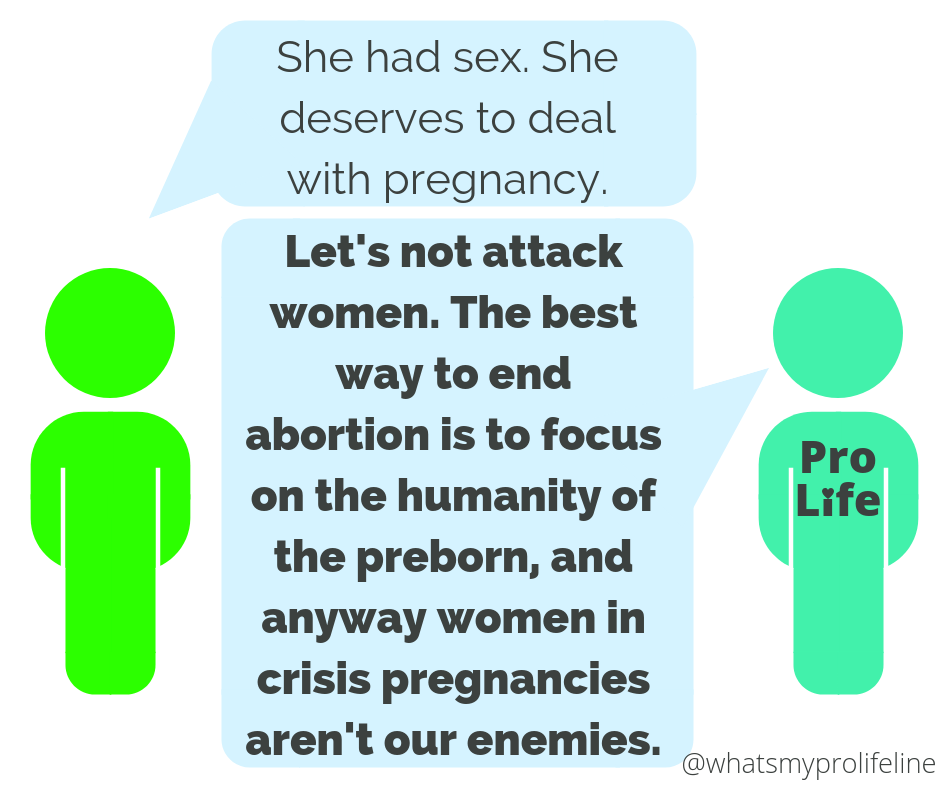 She had sex. She
deserves to deal
with pregnancy.
Let's not attack
women. The best
way to end
abortion is to focus
on the humanity of
the preborn, and
anyway women in
crisis pregnancies
aren't our enemies.
Pro
Life
@whatsmyprolifeline